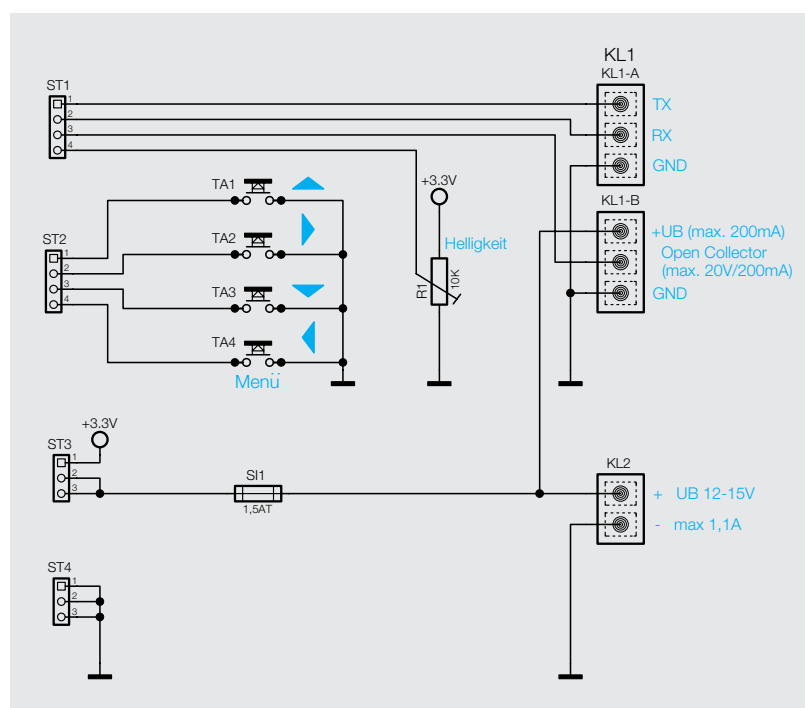 KL1
KL1-A
ST1
1
2
3
4
TX
RX
GND
TA1
+3.3V
KL1-B
ST2
1
2
3
4
TA2
Helligkeit
+UB (max. 200mA)
Open Collector
(max. 20V/200mA)
GND
TA3
R1
10K
TA4
Menü
+3.3V
ST3
1
2
3
SI1
1,5AT
KL2
+ UB 12-15V
- max 1,1A
ST4
1
2
3